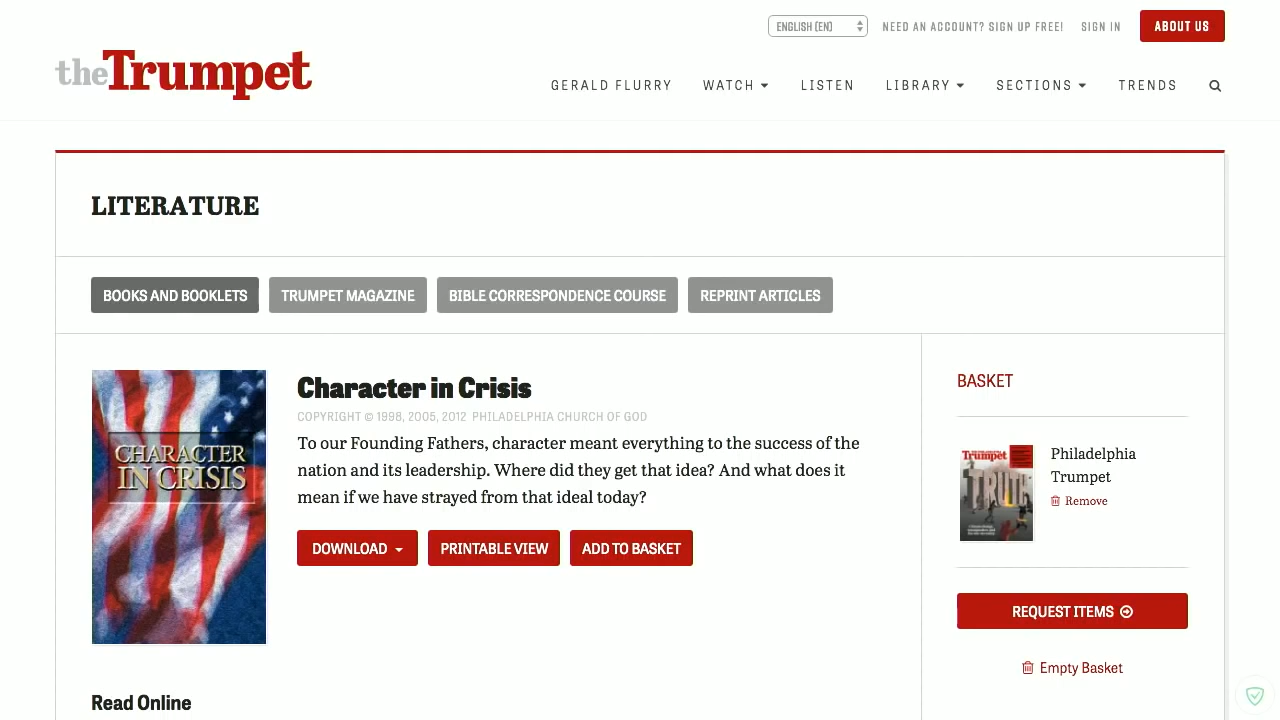 ENGLISH (EN)
NEED AN ACCOUNT? SIGN UP FREE!
SIGN IN
ABOUT US
theTrumpet
GERALD FLURRY
WATCH
LISTEN
LIBRARY
SECTIONS
TRENDS
LITERATURE
BOOKS AND BOOKLETS
TRUMPET MAGAZINE
BIBLE CORRESPONDENCE COURSE
REPRINT ARTICLES
CHARACTER
IN CRISIS
Character in Crisis
COPYRIGHT © 1998, 2005, 2012 PHILADELPHIA CHURCH OF GOD
To our Founding Fathers, character meant everything to the success of the
nation and its leadership. Where did they get that idea? And what does it
mean if we have strayed from that ideal today?
DOWNLOAD
PRINTABLE VIEW
ADD TO BASKET
Read Online
BASKET
Trumpet
TRUTH
Philadelphia
Trumpet
Remove
REQUEST ITEMS
Empty Basket